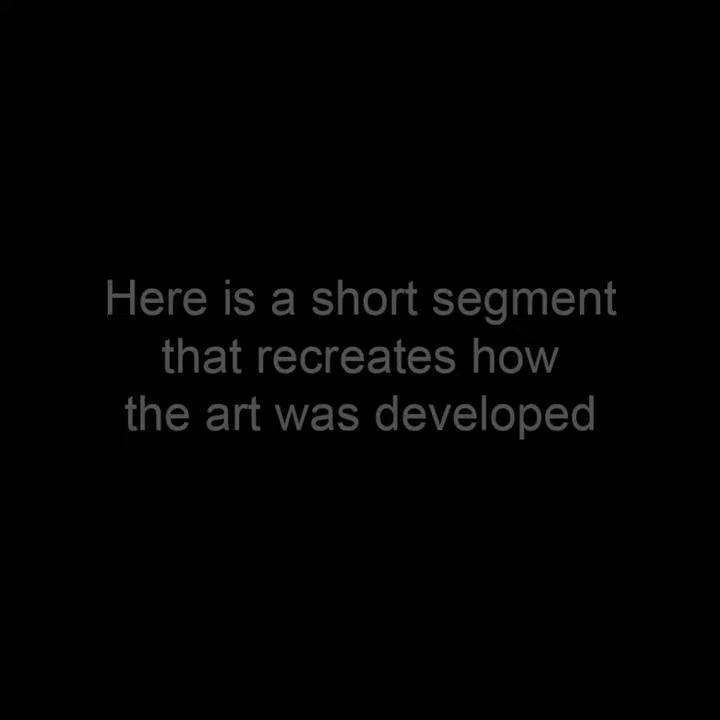 Here is a short segment
that recreates how
the art was developed